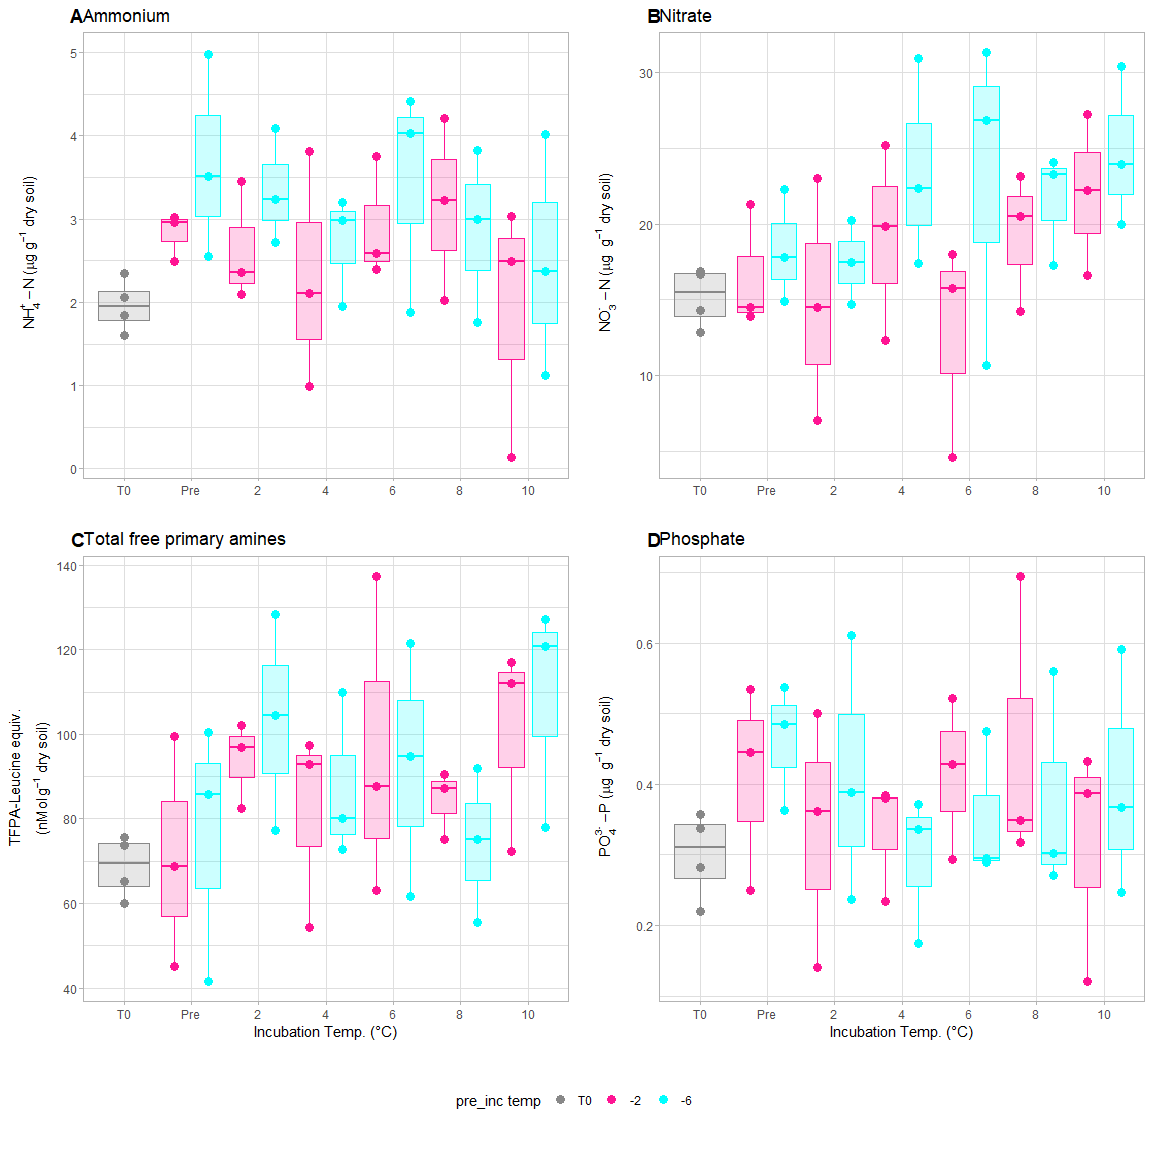 A Ammonium
NH₄⁺ –N (µg g⁻¹ dry soil)
5
4
3
2
1
0
T0 Pre 2 4 6 8 10
B Nitrate
NO₃⁻ –N (µg g⁻¹ dry soil)
30
20
10
T0 Pre 2 4 6 8 10
C Total free primary amines
TFPA-Leucine equiv.
(nMol g⁻¹ dry soil)
140
120
100
80
60
40
T0 Pre 2 4 6 8 10
Incubation Temp. (°C)
D Phosphate
PO₄³⁻ –P (µg g⁻¹ dry soil)
0.6
0.4
0.2
T0 Pre 2 4 6 8 10
Incubation Temp. (°C)
pre_inc temp T0 -2 -6